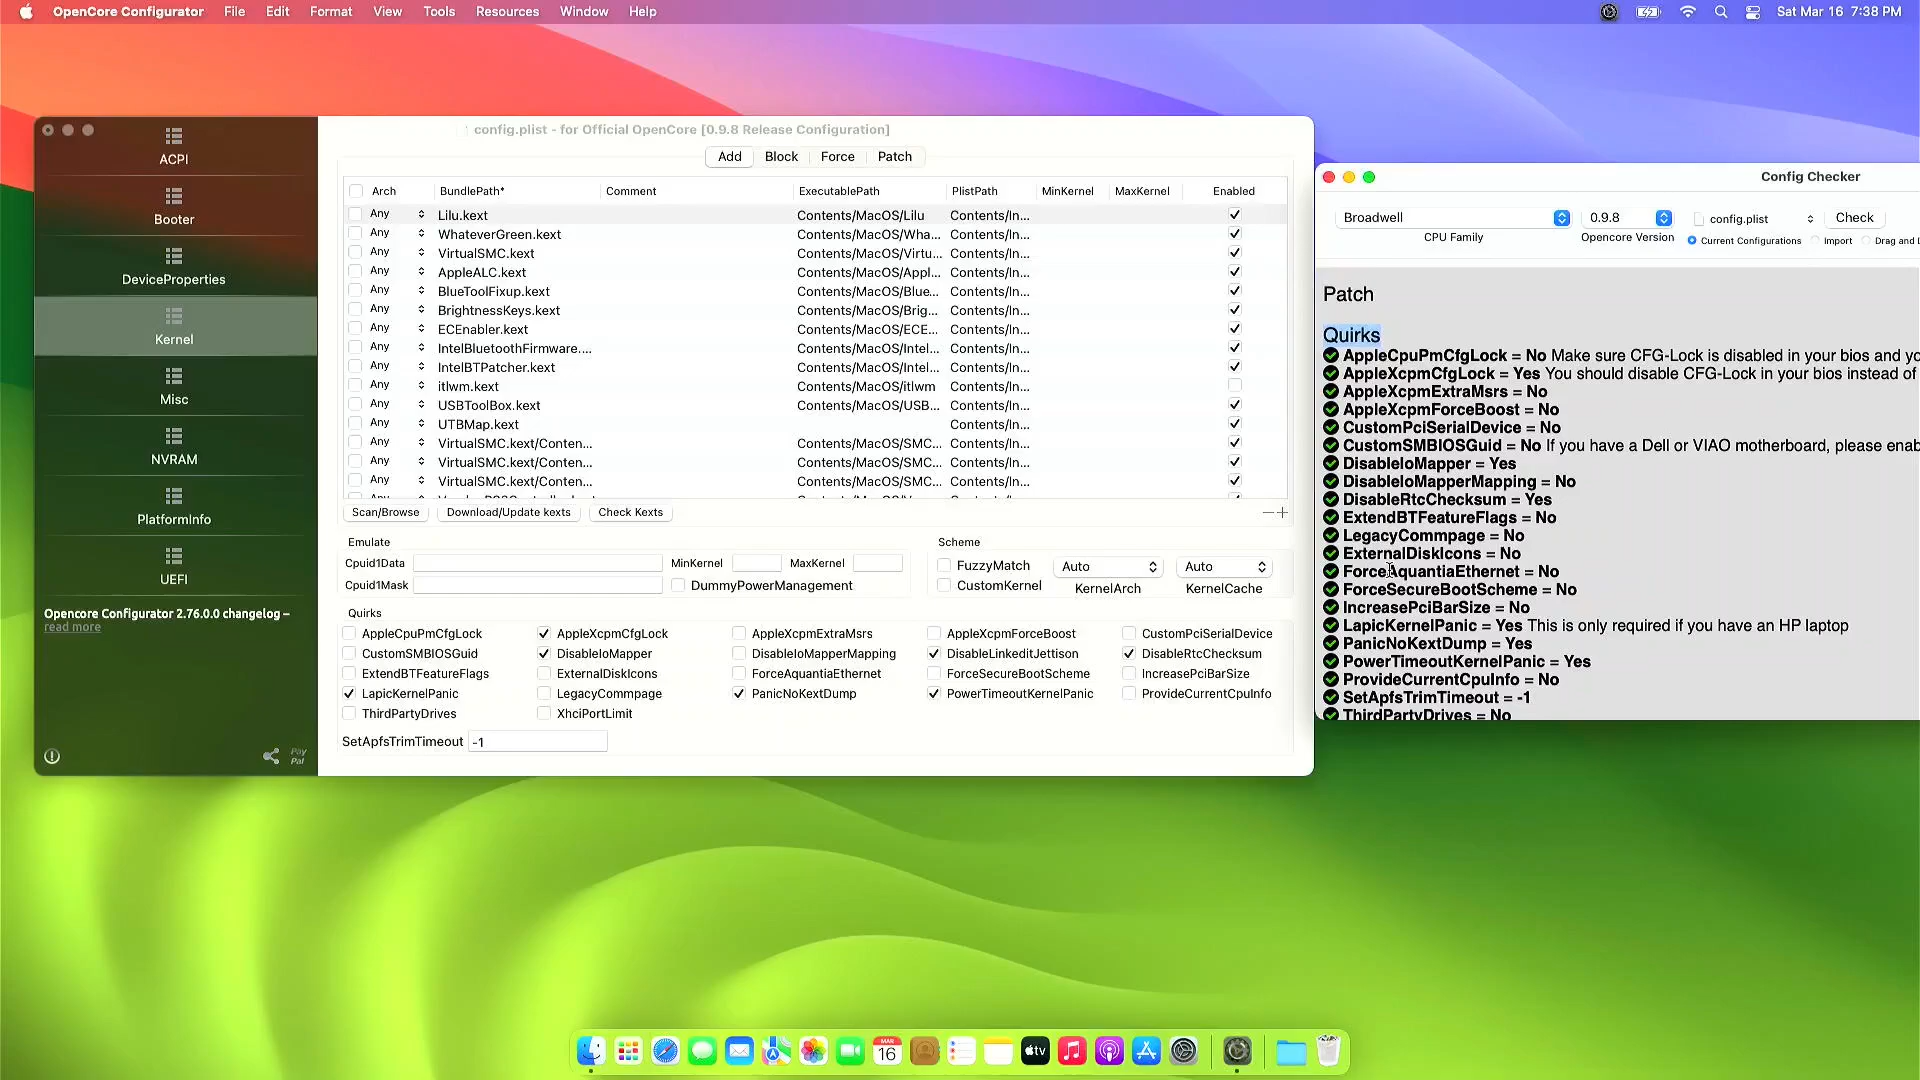 OpenCore Configurator File Edit Format View Tools Resources Window Help Sat Mar 16 7:38 PM
config.plist - for Official OpenCore [0.9.8 Release Configuration]
Add Block Force Patch
ACPI
Booter
DeviceProperties
Kernel
Misc
NVRAM
PlatformInfo
UEFI
Opencore Configurator 2.76.0.0 changelog –
read more
Pay
Pal
Arch BundlePath* Comment ExecutablePath PlistPath MinKernel MaxKernel Enabled
Any Lilu.kext Contents/MacOS/Lilu Contents/In...
Any WhateverGreen.kext Contents/MacOS/Wha... Contents/In...
Any VirtualSMC.kext Contents/MacOS/Virtu... Contents/In...
Any AppleALC.kext Contents/MacOS/Appl... Contents/In...
Any BlueToolFixup.kext Contents/MacOS/Blue... Contents/In...
Any BrightnessKeys.kext Contents/MacOS/Brig... Contents/In...
Any ECEnabler.kext Contents/MacOS/ECE... Contents/In...
Any IntelBluetoothFirmware.... Contents/MacOS/Intel... Contents/In...
Any IntelBTPatcher.kext Contents/MacOS/Intel... Contents/In...
Any itlwm.kext Contents/MacOS/itlwm Contents/In...
Any USBToolBox.kext Contents/MacOS/USB... Contents/In...
Any UTBMap.kext Contents/In...
Any VirtualSMC.kext/Conten... Contents/MacOS/SMC... Contents/In...
Any VirtualSMC.kext/Conten... Contents/MacOS/SMC... Contents/In...
Any VirtualSMC.kext/Conten... Contents/MacOS/SMC... Contents/In...
Scan/Browse Download/Update kexts Check Kexts
Emulate
Cpuid1Data MinKernel MaxKernel
Cpuid1Mask DummyPowerManagement
Scheme
FuzzyMatch Auto Auto
CustomKernel KernelArch KernelCache
Quirks
AppleCpuPmCfgLock AppleXcpmCfgLock AppleXcpmExtraMsrs AppleXcpmForceBoost CustomPciSerialDevice
CustomSMBIOSGuid DisableIoMapper DisableIoMapperMapping DisableLinkeditJettison DisableRtcChecksum
ExtendBTFeatureFlags ExternalDiskIcons ForceAquantiaEthernet ForceSecureBootScheme IncreasePciBarSize
LapicKernelPanic LegacyCommpage PanicNoKextDump PowerTimeoutKernelPanic ProvideCurrentCpuInfo
ThirdPartyDrives XhciPortLimit
SetApfsTrimTimeout -1
Config Checker
Broadwell 0.9.8 config.plist Check
CPU Family Opencore Version Current Configurations Import Drag and
Patch
Quirks
AppleCpuPmCfgLock = No Make sure CFG-Lock is disabled in your bios and yo
AppleXcpmCfgLock = Yes You should disable CFG-Lock in your bios instead of
AppleXcpmExtraMsrs = No
AppleXcpmForceBoost = No
CustomPciSerialDevice = No
CustomSMBIOSGuid = No If you have a Dell or VIAO motherboard, please enab
DisableIoMapper = Yes
DisableIoMapperMapping = No
DisableRtcChecksum = Yes
ExtendBTFeatureFlags = No
LegacyCommpage = No
ExternalDiskIcons = No
ForceAquantiaEthernet = No
ForceSecureBootScheme = No
IncreasePciBarSize = No
LapicKernelPanic = Yes This is only required if you have an HP laptop
PanicNoKextDump = Yes
PowerTimeoutKernelPanic = Yes
ProvideCurrentCpuInfo = No
SetApfsTrimTimeout = -1
ThirdPartyDrives = No
MAR
16
tv